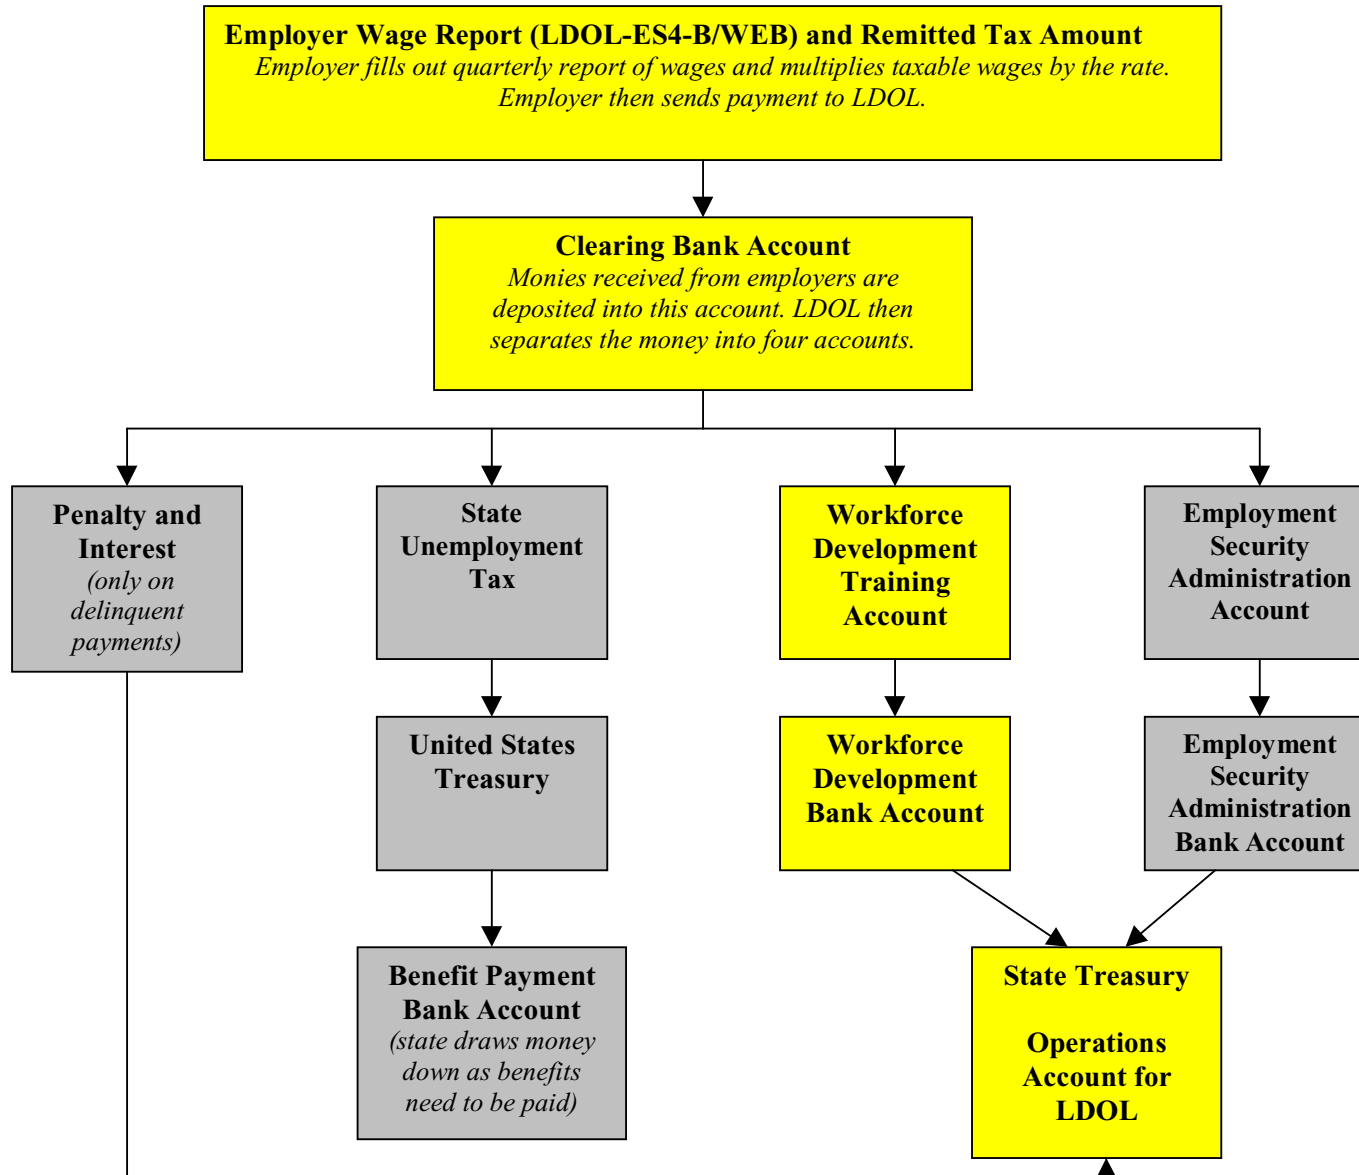 Employer Wage Report (LDOL-ES4-B/WEB) and Remitted Tax Amount
Employer fills out quarterly report of wages and multiplies taxable wages by the rate.
Employer then sends payment to LDOL.
Clearing Bank Account
Monies received from employers are
deposited into this account. LDOL then
separates the money into four accounts.
Penalty and
Interest
(only on
delinquent
payments)
State
Unemployment
Tax
Workforce
Development
Training
Account
Employment
Security
Administration
Account
United States
Treasury
Workforce
Development
Bank Account
Employment
Security
Administration
Bank Account
Benefit Payment
Bank Account
(state draws money
down as benefits
need to be paid)
State Treasury
Operations
Account for
LDOL